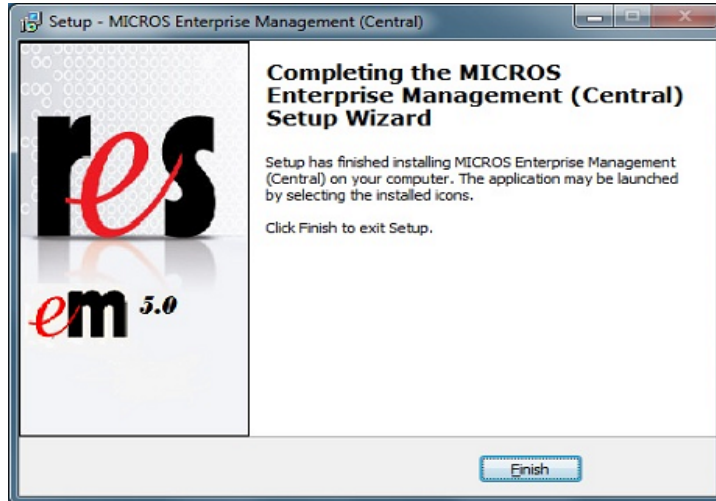 Setup - MICROS Enterprise Management (Central)
Completing the MICROS
Enterprise Management (Central)
Setup Wizard
Setup has finished installing MICROS Enterprise Management
(Central) on your computer. The application may be launched
by selecting the installed icons.
Click Finish to exit Setup.
res
em 5.0
Finish